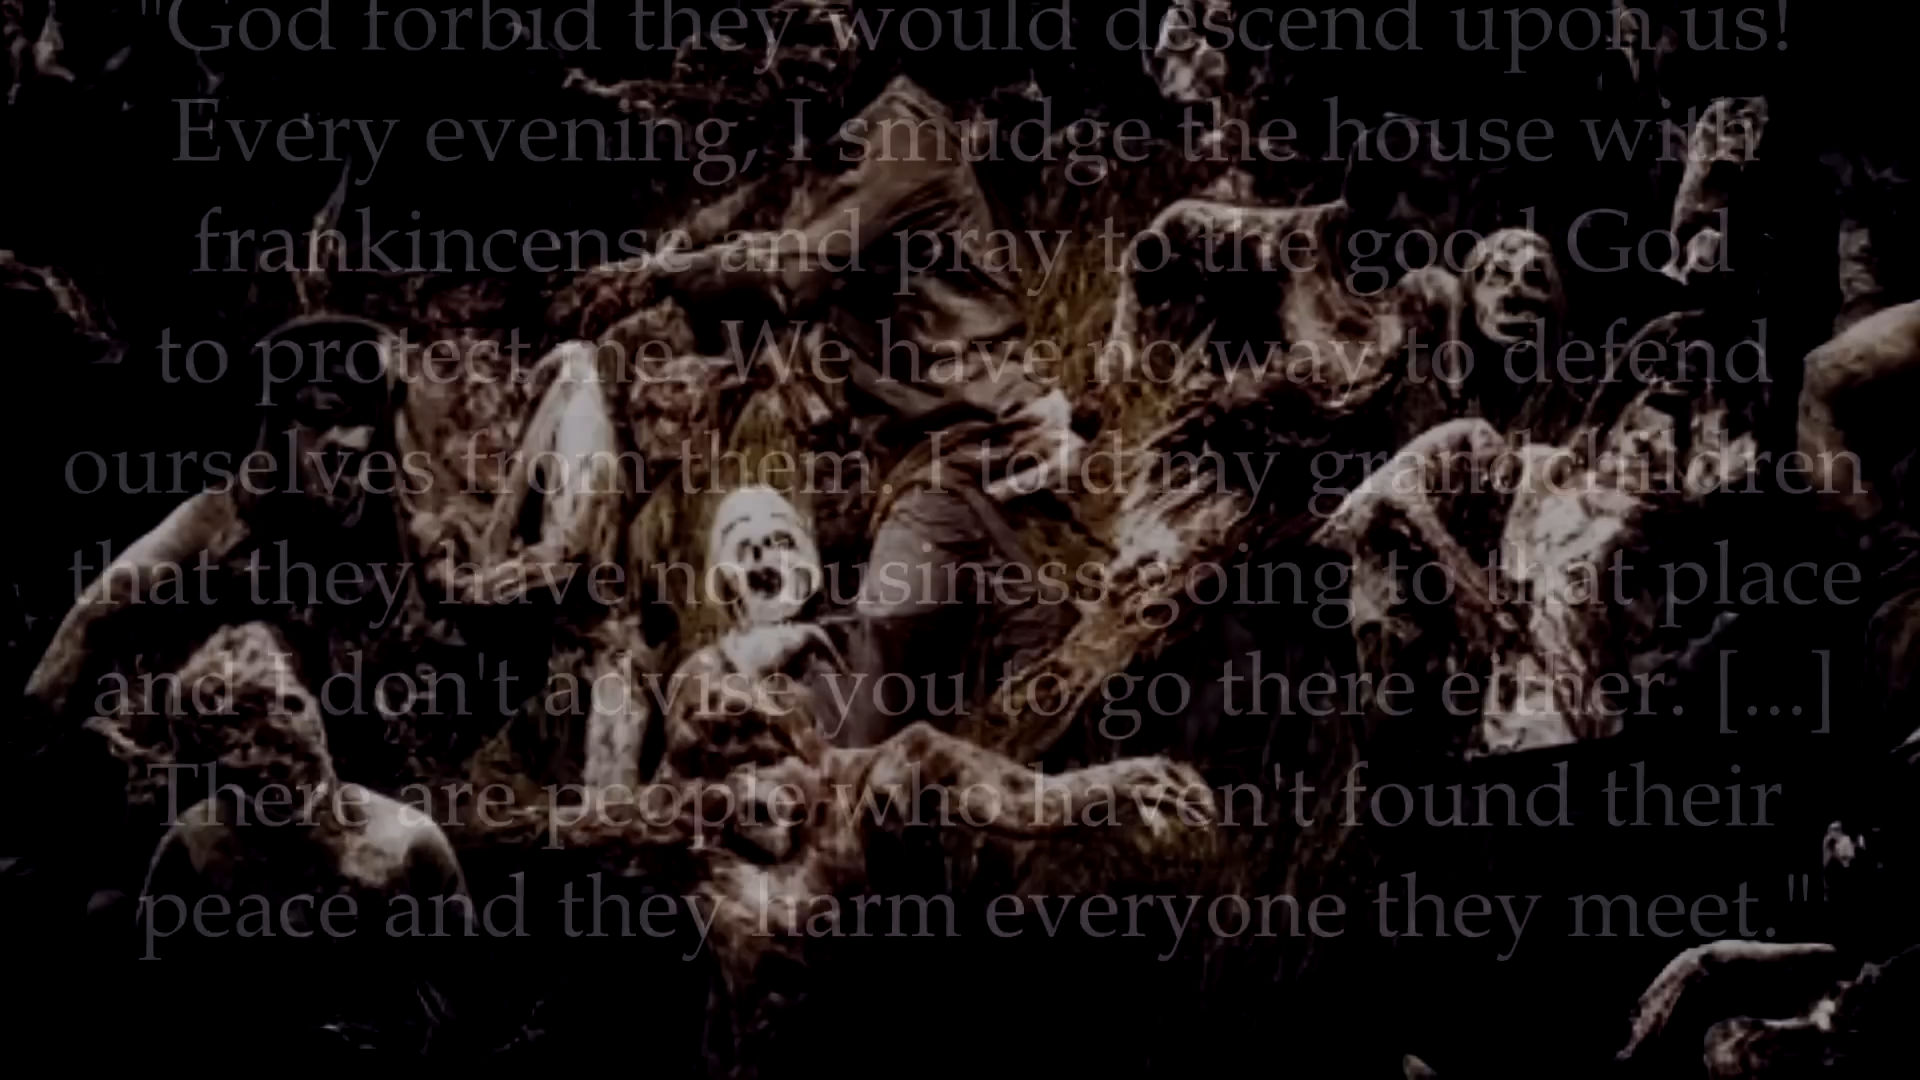 "God forbid they would descend upon us!
Every evening, I smudge the house with
frankincense and pray to the good God
to protect me. We have no way to defend
ourselves from them. I told my grandchildren
that they have no business going to that place
and I don't advise you to go there either. [...]
There are people who haven't found their
peace and they harm everyone they meet."